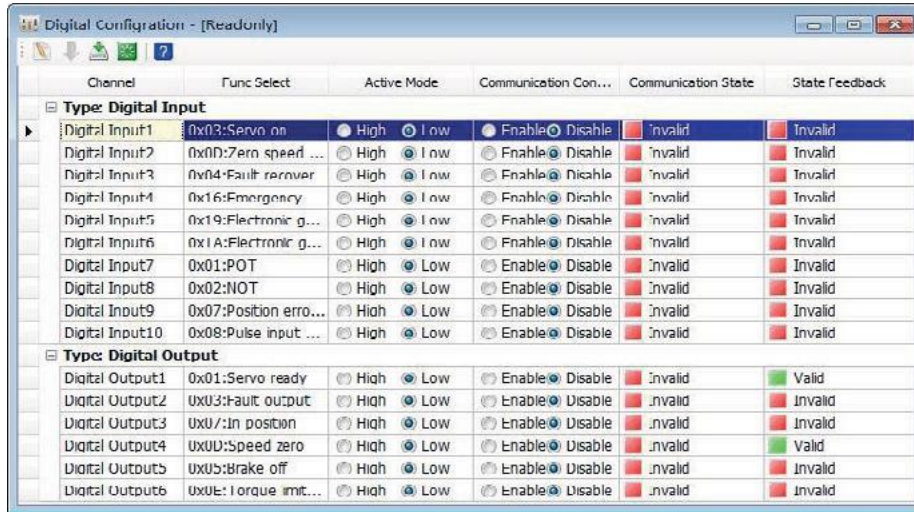 Digital Configration - [Readonly]
Channel Func Select Active Mode Communication Con... Communication State State Feedback
Type: Digital Input
Digital Input1 0x03:Servo on High Low Enable Disable Invalid Invalid
Digital Input2 0x0D:Zero speed ... High Low Enable Disable Invalid Invalid
Digital Input3 0x04:Fault recover High Low Enable Disable Invalid Invalid
Digital Input4 0x16:Emergency High Low Enable Disable Invalid Invalid
Digital Input5 0x19:Electronic g... High Low Enable Disable Invalid Invalid
Digital Input6 0x1A:Electronic g... High Low Enable Disable Invalid Invalid
Digital Input7 0x01:POT High Low Enable Disable Invalid Invalid
Digital Input8 0x02:NOT High Low Enable Disable Invalid Invalid
Digital Input9 0x07:Position erro... High Low Enable Disable Invalid Invalid
Digital Input10 0x08:Pulse input ... High Low Enable Disable Invalid Invalid
Type: Digital Output
Digital Output1 0x01:Servo ready High Low Enable Disable Invalid Valid
Digital Output2 0x03:Fault output High Low Enable Disable Invalid Invalid
Digital Output3 0x07:In position High Low Enable Disable Invalid Invalid
Digital Output4 0x0D:Speed zero High Low Enable Disable Invalid Valid
Digital Output5 0x05:Brake off High Low Enable Disable Invalid Invalid
Digital Output6 0x0E:Torque limit... High Low Enable Disable Invalid Invalid